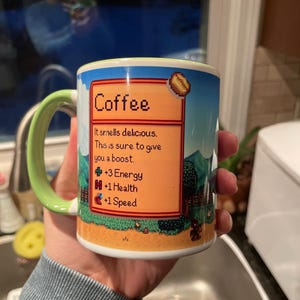 Coffee
It smells delicious.
This is sure to give
you a boost.
+3 Energy
+1 Health
+1 Speed